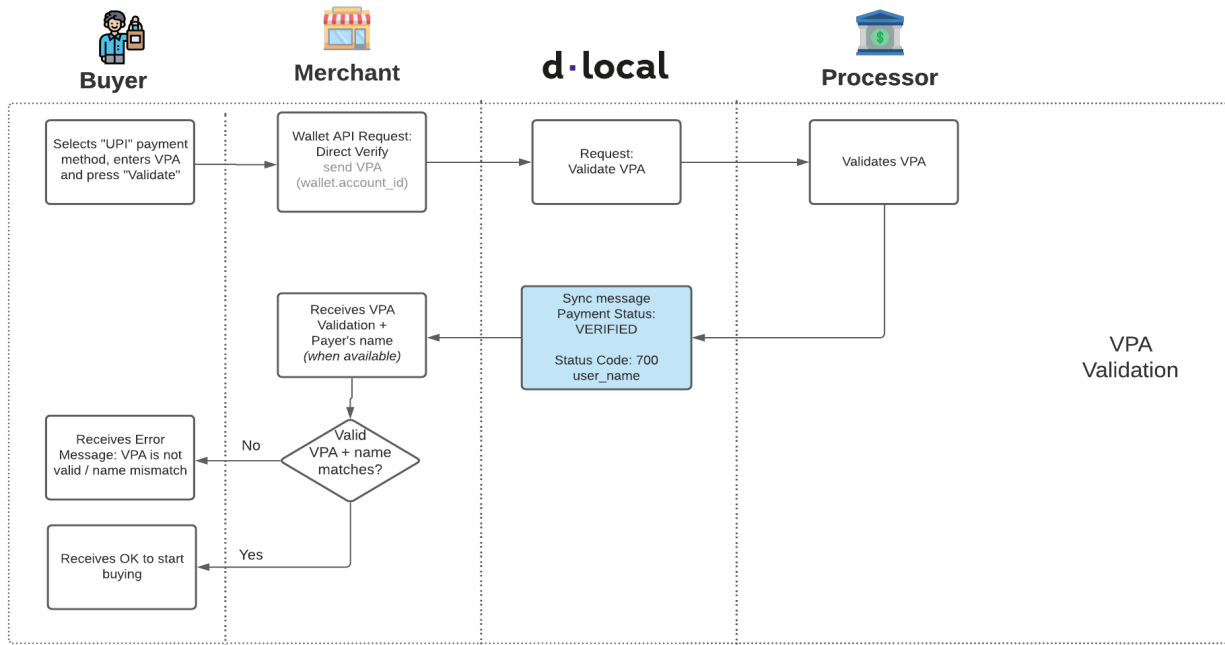 Buyer
Merchant
d·local
Processor
Selects "UPI" payment
method, enters VPA
and press "Validate"
Wallet API Request:
Direct Verify
send VPA
(wallet.account_id)
Request:
Validate VPA
Validates VPA
Receives VPA
Validation +
Payer's name
(when available)
Sync message
Payment Status:
VERIFIED
Status Code: 700
user_name
VPA
Validation
Receives Error
Message: VPA is not
valid / name mismatch
No
Valid
VPA + name
matches?
Receives OK to start
buying
Yes